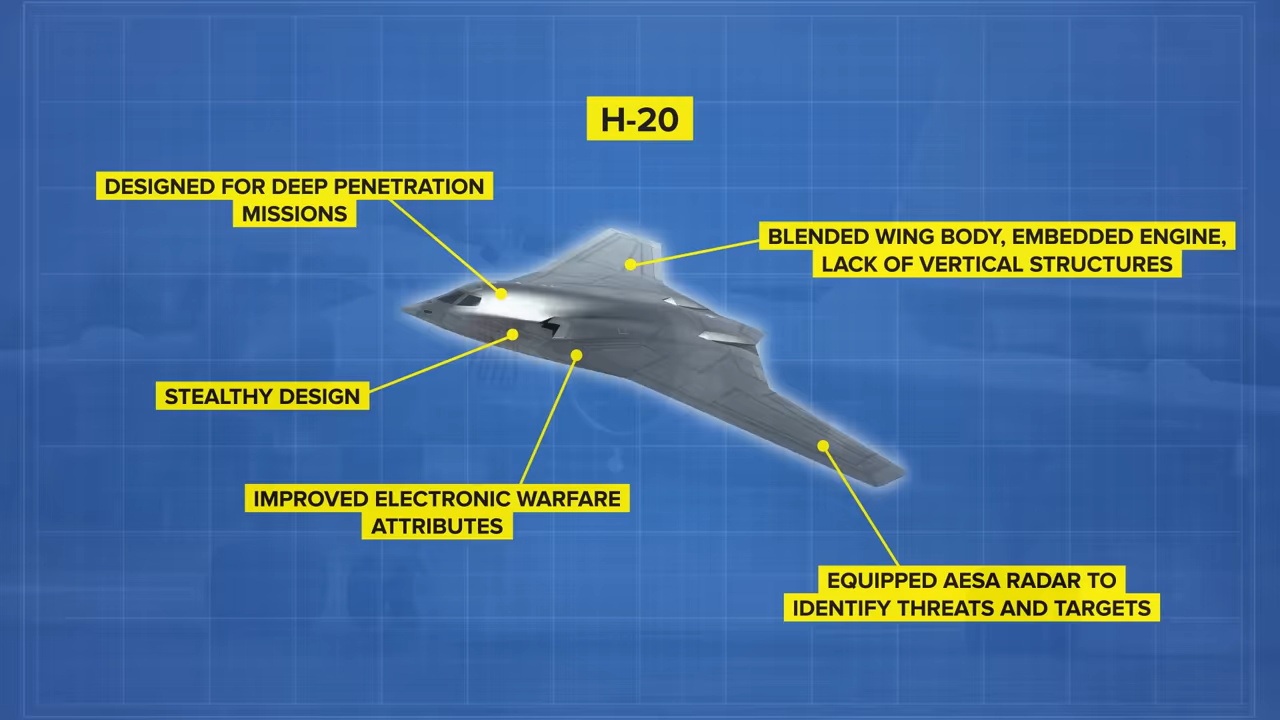 H-20
DESIGNED FOR DEEP PENETRATION
MISSIONS
BLENDED WING BODY, EMBEDDED ENGINE,
LACK OF VERTICAL STRUCTURES
STEALTHY DESIGN
IMPROVED ELECTRONIC WARFARE
ATTRIBUTES
EQUIPPED AESA RADAR TO
IDENTIFY THREATS AND TARGETS